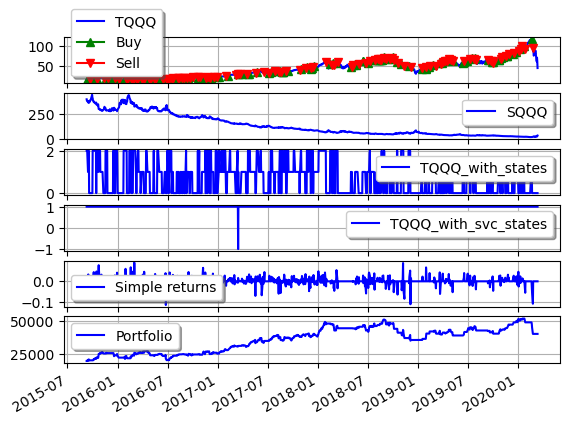 TQQQ
Buy
Sell
100
50
SQQQ
250
0
TQQQ_with_states
2
0
TQQQ_with_svc_states
1
0
−1
Simple returns
0.0
−0.1
Portfolio
50000
25000
2015-07 2016-01 2016-07 2017-01 2017-07 2018-01 2018-07 2019-01 2019-07 2020-01